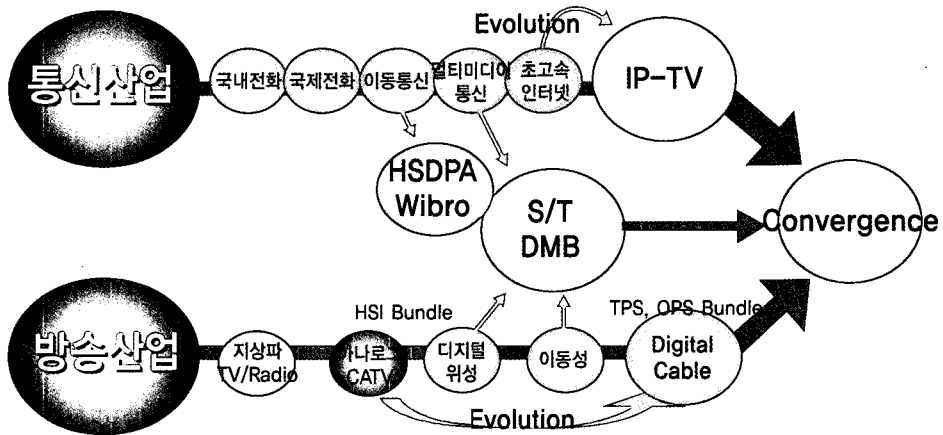 Evolution
통신산업
국내전화
국제전화
이동통신
멀티미디어
통신
초고속
인터넷
IP-TV
HSDPA
Wibro
S/T
DMB
Convergence
HSI Bundle
TPS, OPS Bundle
방송산업
지상파
TV/Radio
CATV
디지털
위성
이동성
Digital
Cable
Evolution